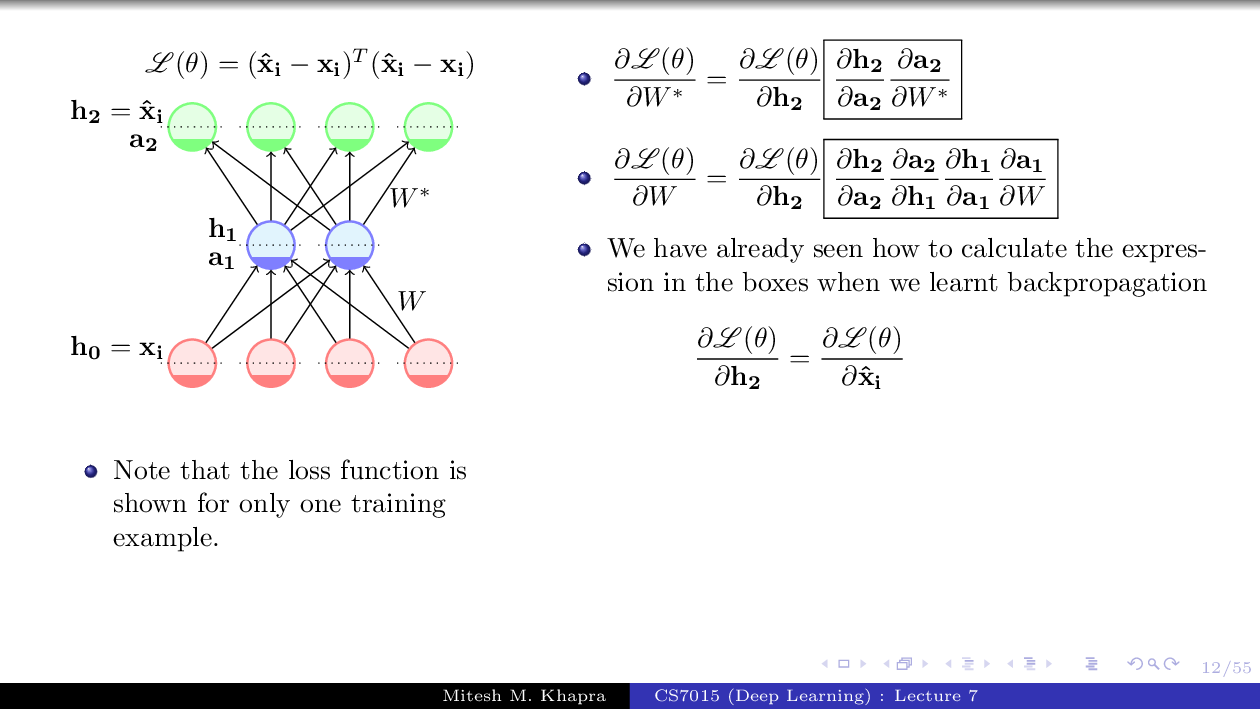 ℒ(θ) = (x̂ᵢ − xᵢ)ᵀ(x̂ᵢ − xᵢ)
h₂ = x̂ᵢ
a₂
W*
h₁
a₁
W
h₀ = xᵢ
• Note that the loss function is
shown for only one training
example.
• ∂ℒ(θ)/∂W* = ∂ℒ(θ)/∂h₂ ∂h₂/∂a₂ ∂a₂/∂W*
• ∂ℒ(θ)/∂W = ∂ℒ(θ)/∂h₂ ∂h₂/∂a₂ ∂a₂/∂h₁ ∂h₁/∂a₁ ∂a₁/∂W
• We have already seen how to calculate the expres-
sion in the boxes when we learnt backpropagation
∂ℒ(θ)/∂h₂ = ∂ℒ(θ)/∂x̂ᵢ
12/55
Mitesh M. Khapra
CS7015 (Deep Learning) : Lecture 7